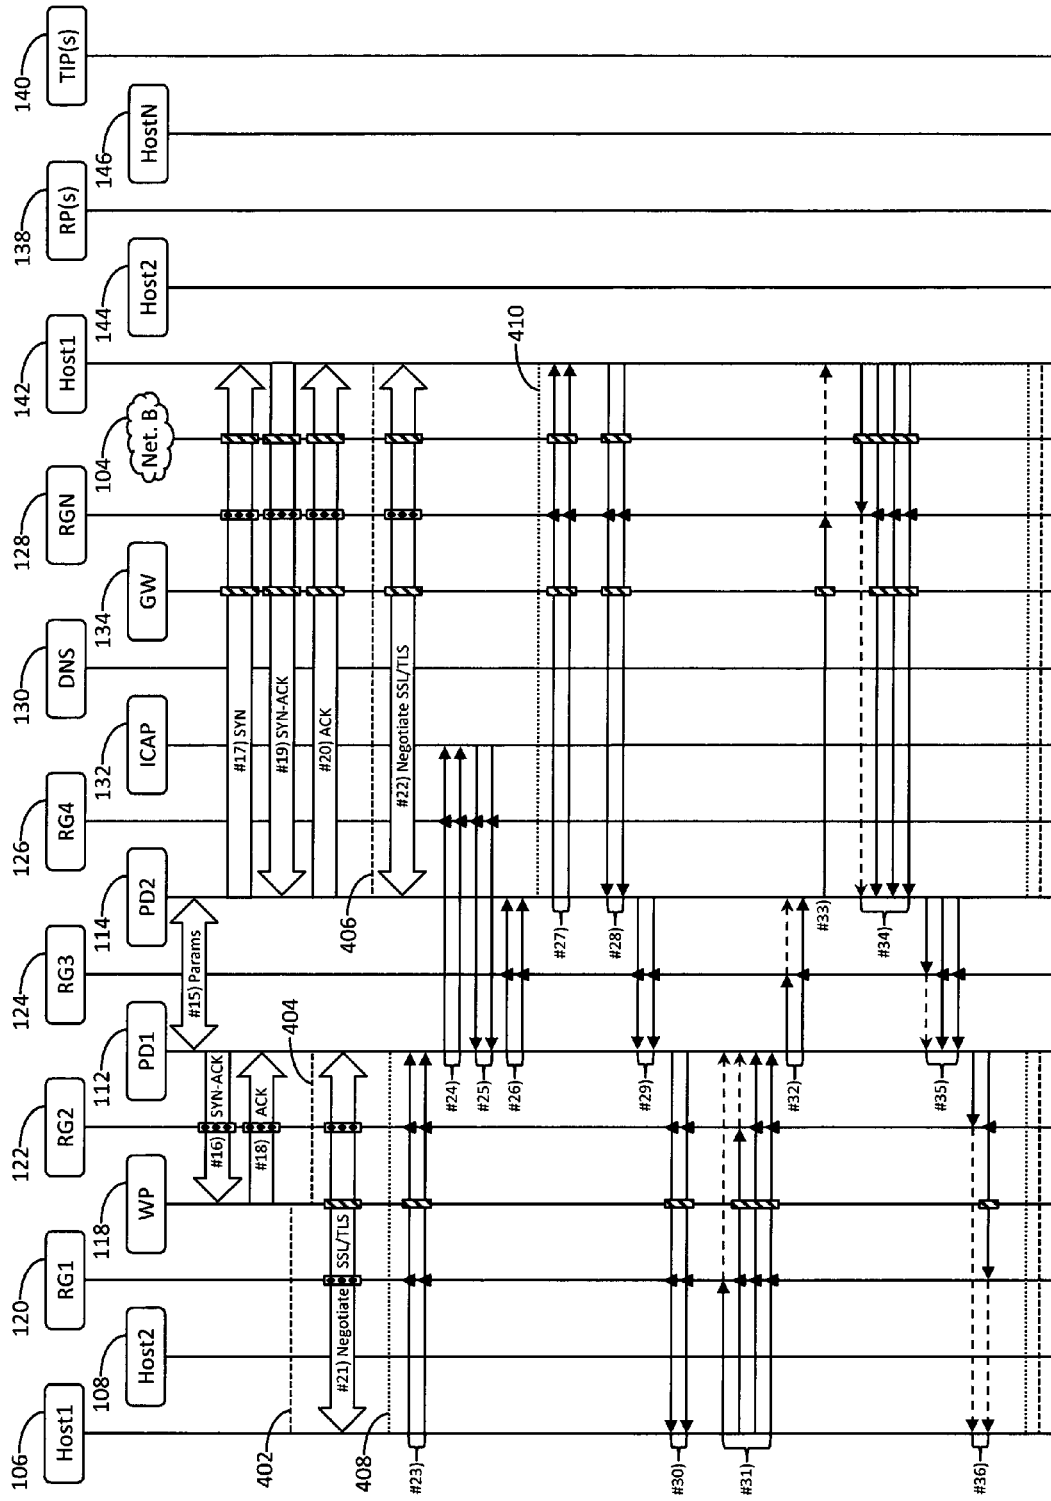 106
Host1
108
Host2
120
RG1
118
WP
122
RG2
112
PD1
124
RG3
114
PD2
126
RG4
132
ICAP
130
DNS
134
GW
128
RGN
104
Net. B
142
Host1
144
Host2
138
RP(s)
146
HostN
140
TIP(s)
#15) Params
#16) SYN-ACK
#17) SYN
#18) ACK
#19) SYN-ACK
#20) ACK
402
404
#21) Negotiate SSL/TLS
406
#22) Negotiate SSL/TLS
408
#23)
#24)
#25)
#26)
410
#27)
#28)
#29)
#30)
#31)
#32)
#33)
#34)
#35)
#36)